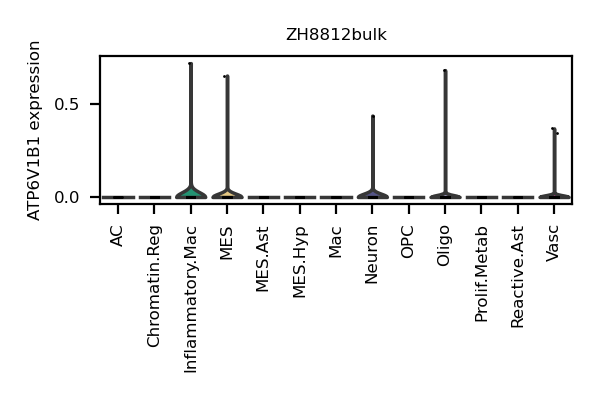 ZH8812bulk
ATP6V1B1 expression
0.5
0.0
AC
Chromatin.Reg
Inflammatory.Mac
MES
MES.Ast
MES.Hyp
Mac
Neuron
OPC
Oligo
Prolif.Metab
Reactive.Ast
Vasc